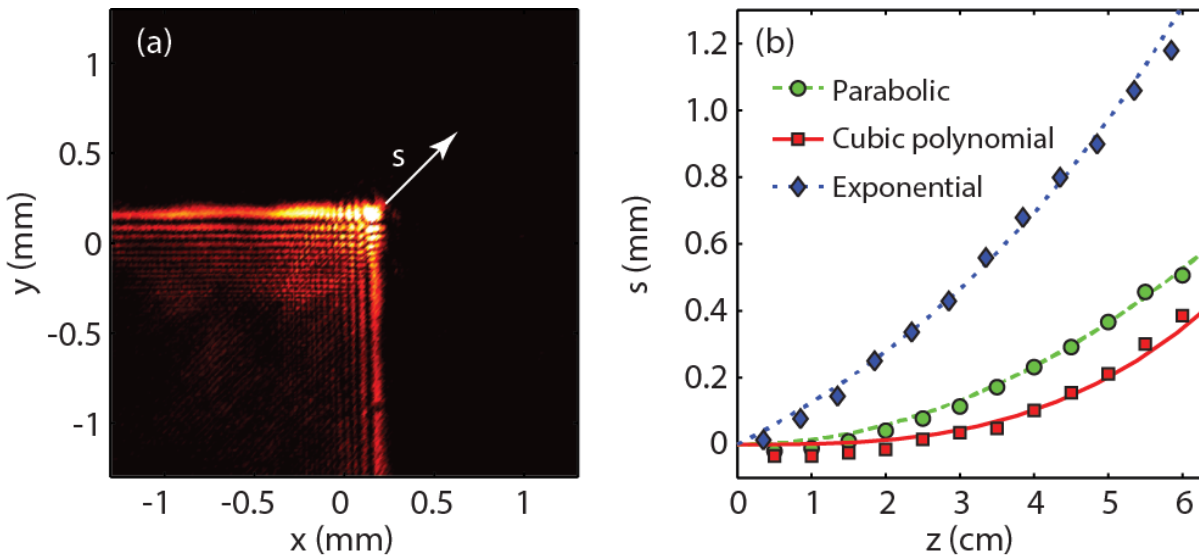 (a)
s
1
0.5
0
-0.5
-1
y (mm)
-1
-0.5
0
0.5
1
x (mm)
(b)
Parabolic
Cubic polynomial
Exponential
1.2
1.0
0.8
0.6
0.4
0.2
0
s (mm)
0
1
2
3
4
5
6
z (cm)